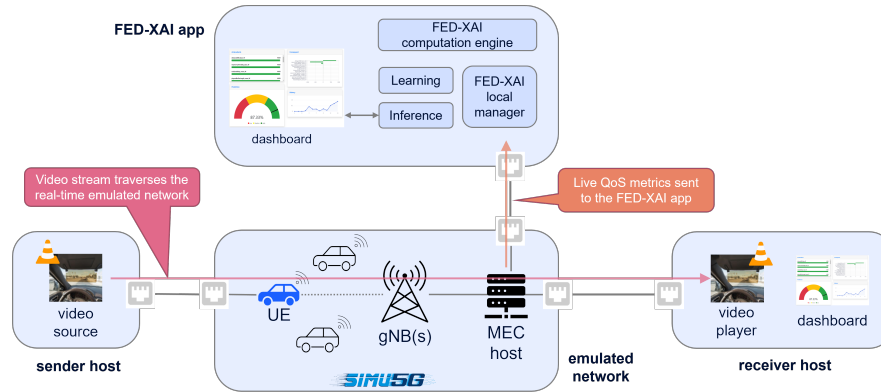 FED-XAI app
FED-XAI
computation engine
Learning
Inference
FED-XAI
local
manager
dashboard
Video stream traverses the
real-time emulated network
Live QoS metrics sent
to the FED-XAI app
video
source
sender host
UE
gNB(s)
MEC
host
SIMU5G
emulated
network
video
player
dashboard
receiver host